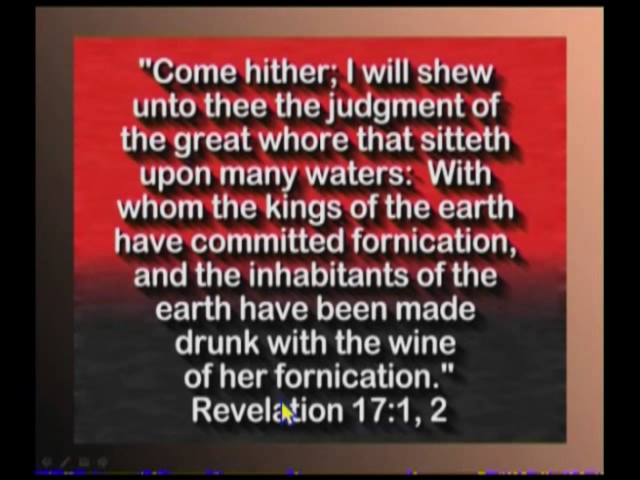 "Come hither; I will shew
unto thee the judgment of
the great whore that sitteth
upon many waters:  With
whom the kings of the earth
have committed fornication,
and the inhabitants of the
earth have been made
drunk with the wine
of her fornication."
Revelation 17:1, 2